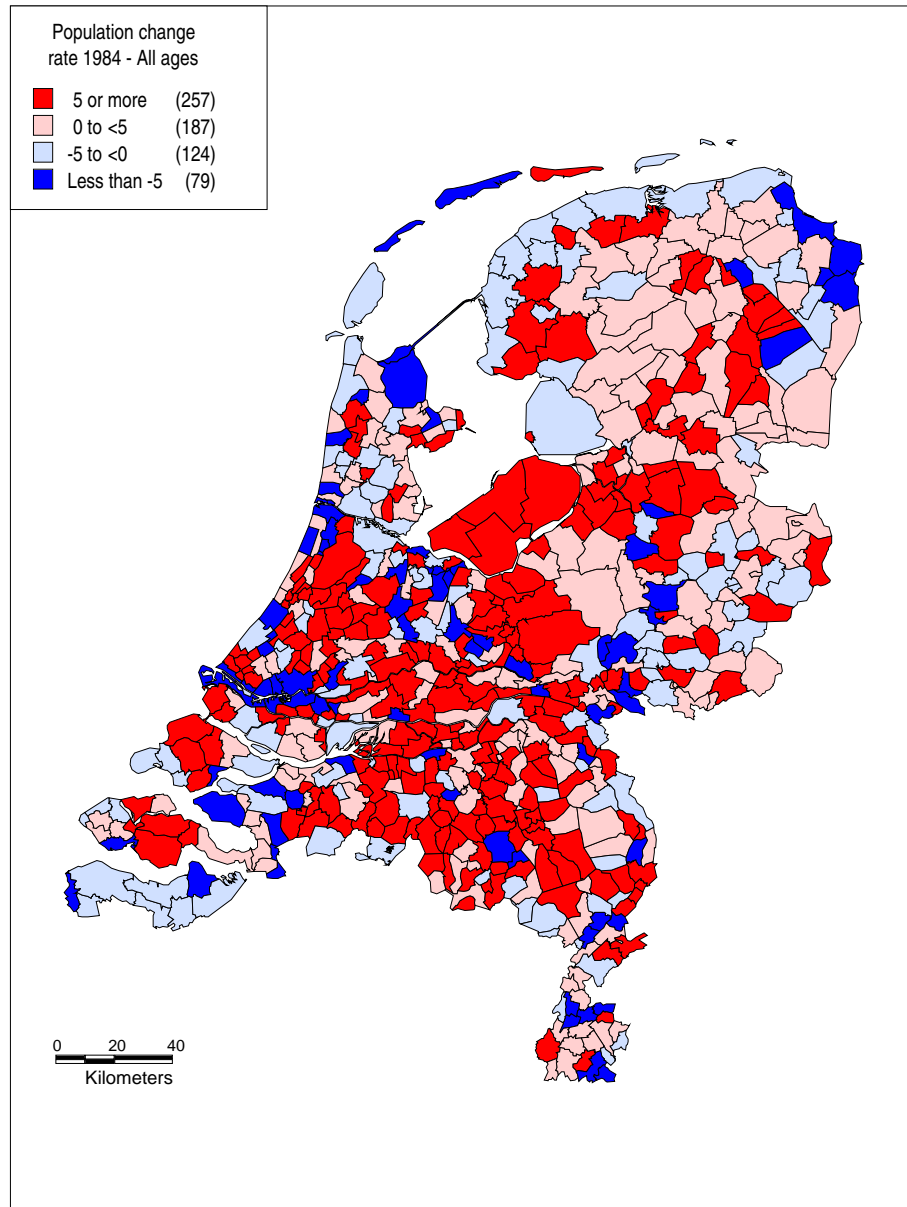 Population change
rate 1984 - All ages
5 or more (257)
0 to <5 (187)
-5 to <0 (124)
Less than -5 (79)
0 20 40
Kilometers